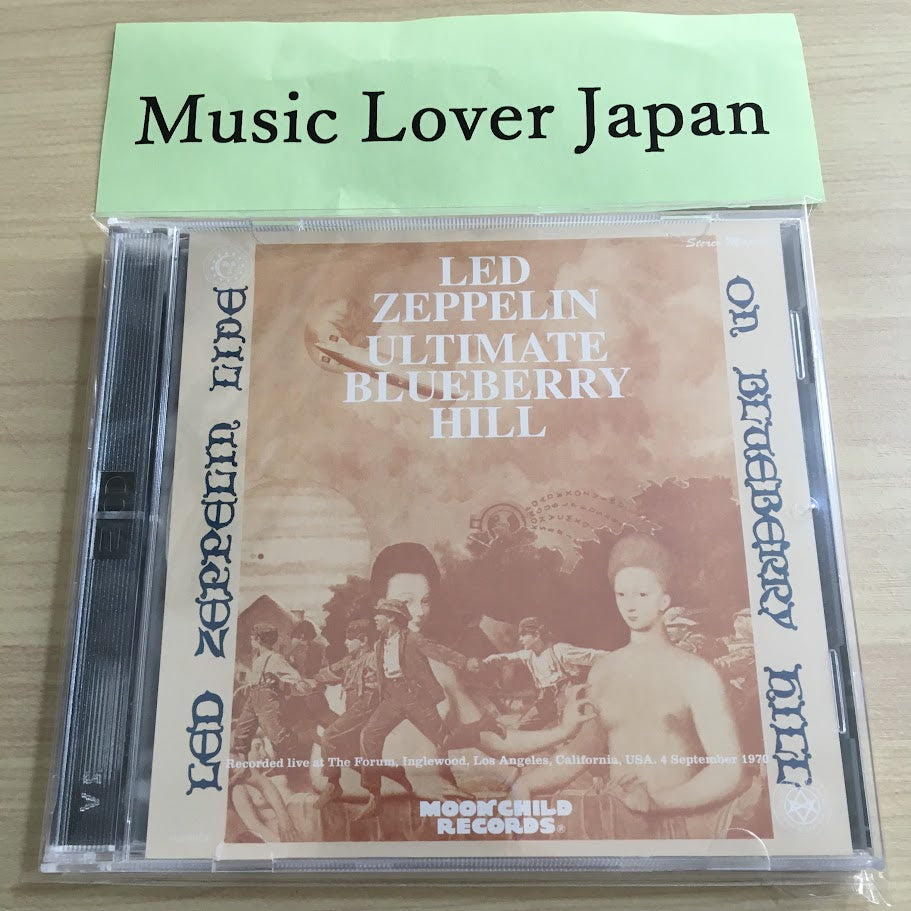 Music Lover Japan
Stereo
LED
ZEPPELIN
ULTIMATE
BLUEBERRY
HILL
LED ZEPPELIN LIVE
ON BLUEBERRY HILL
Recorded live at The Forum, Inglewood, Los Angeles, California, USA. 4 September 1970
MOONCHILD
RECORDS®